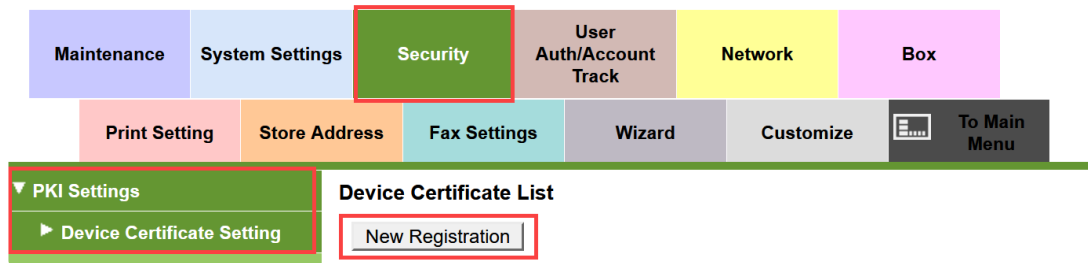 User
Maintenance System Settings Security Auth/Account Network Box
Track
Print Setting Store Address Fax Settings Wizard Customize To Main
Menu
PKI Settings Device Certificate List
Device Certificate Setting New Registration